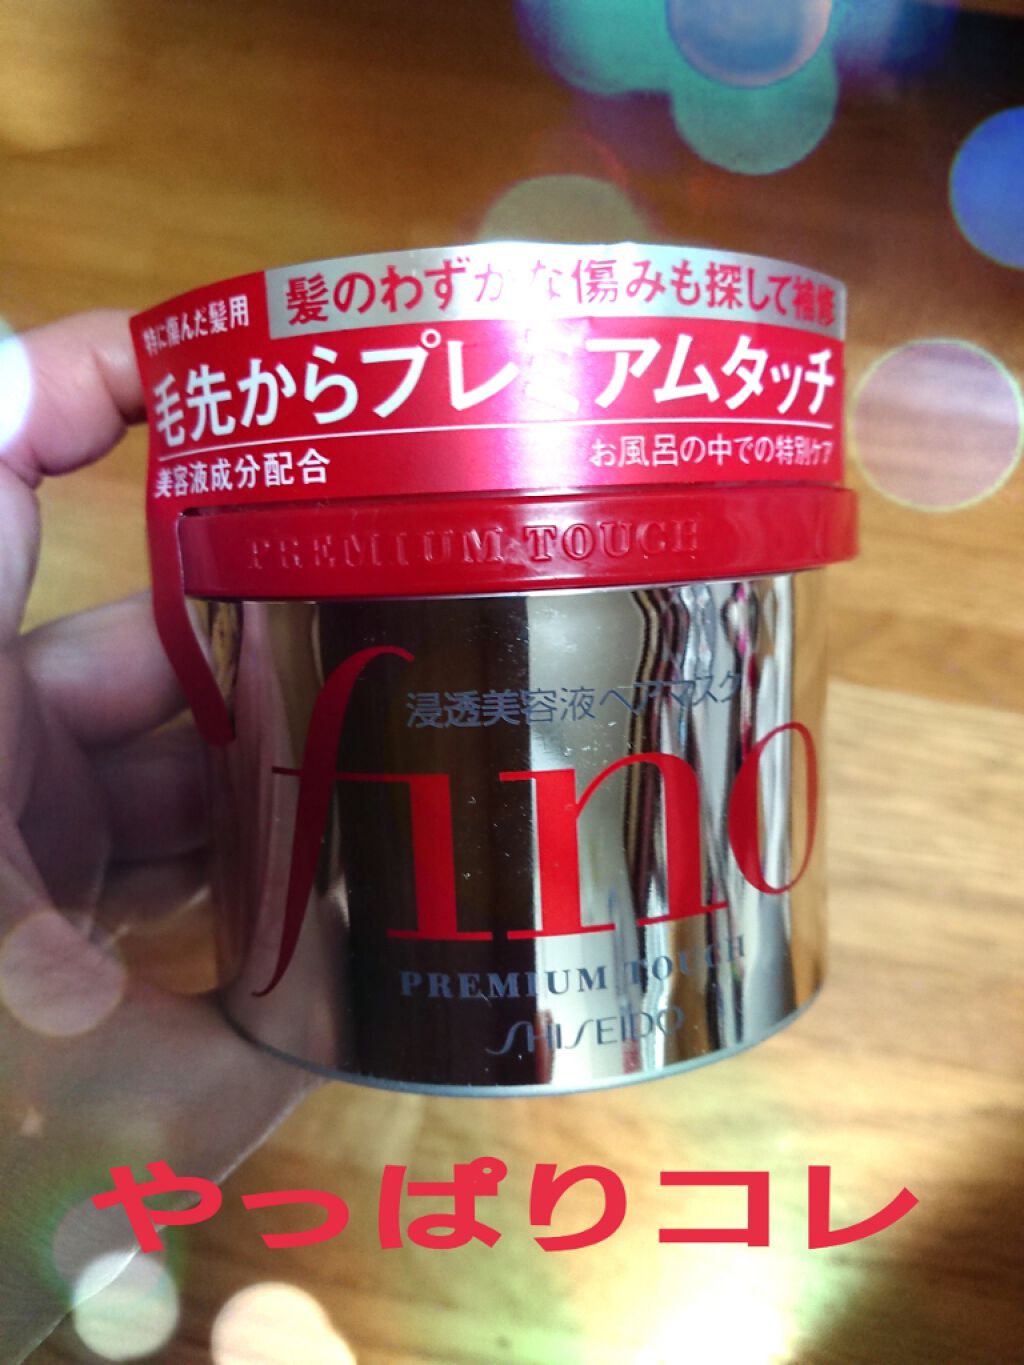 髪のわずかな傷みも探して補修
特に傷んだ髪用
毛先からプレミアムタッチ
美容液成分配合
お風呂の中での特別ケア
PREMIUM TOUCH
浸透美容液ヘアマスク
fino
PREMIUM TOUCH
SHISEIDO
やっぱりコレ